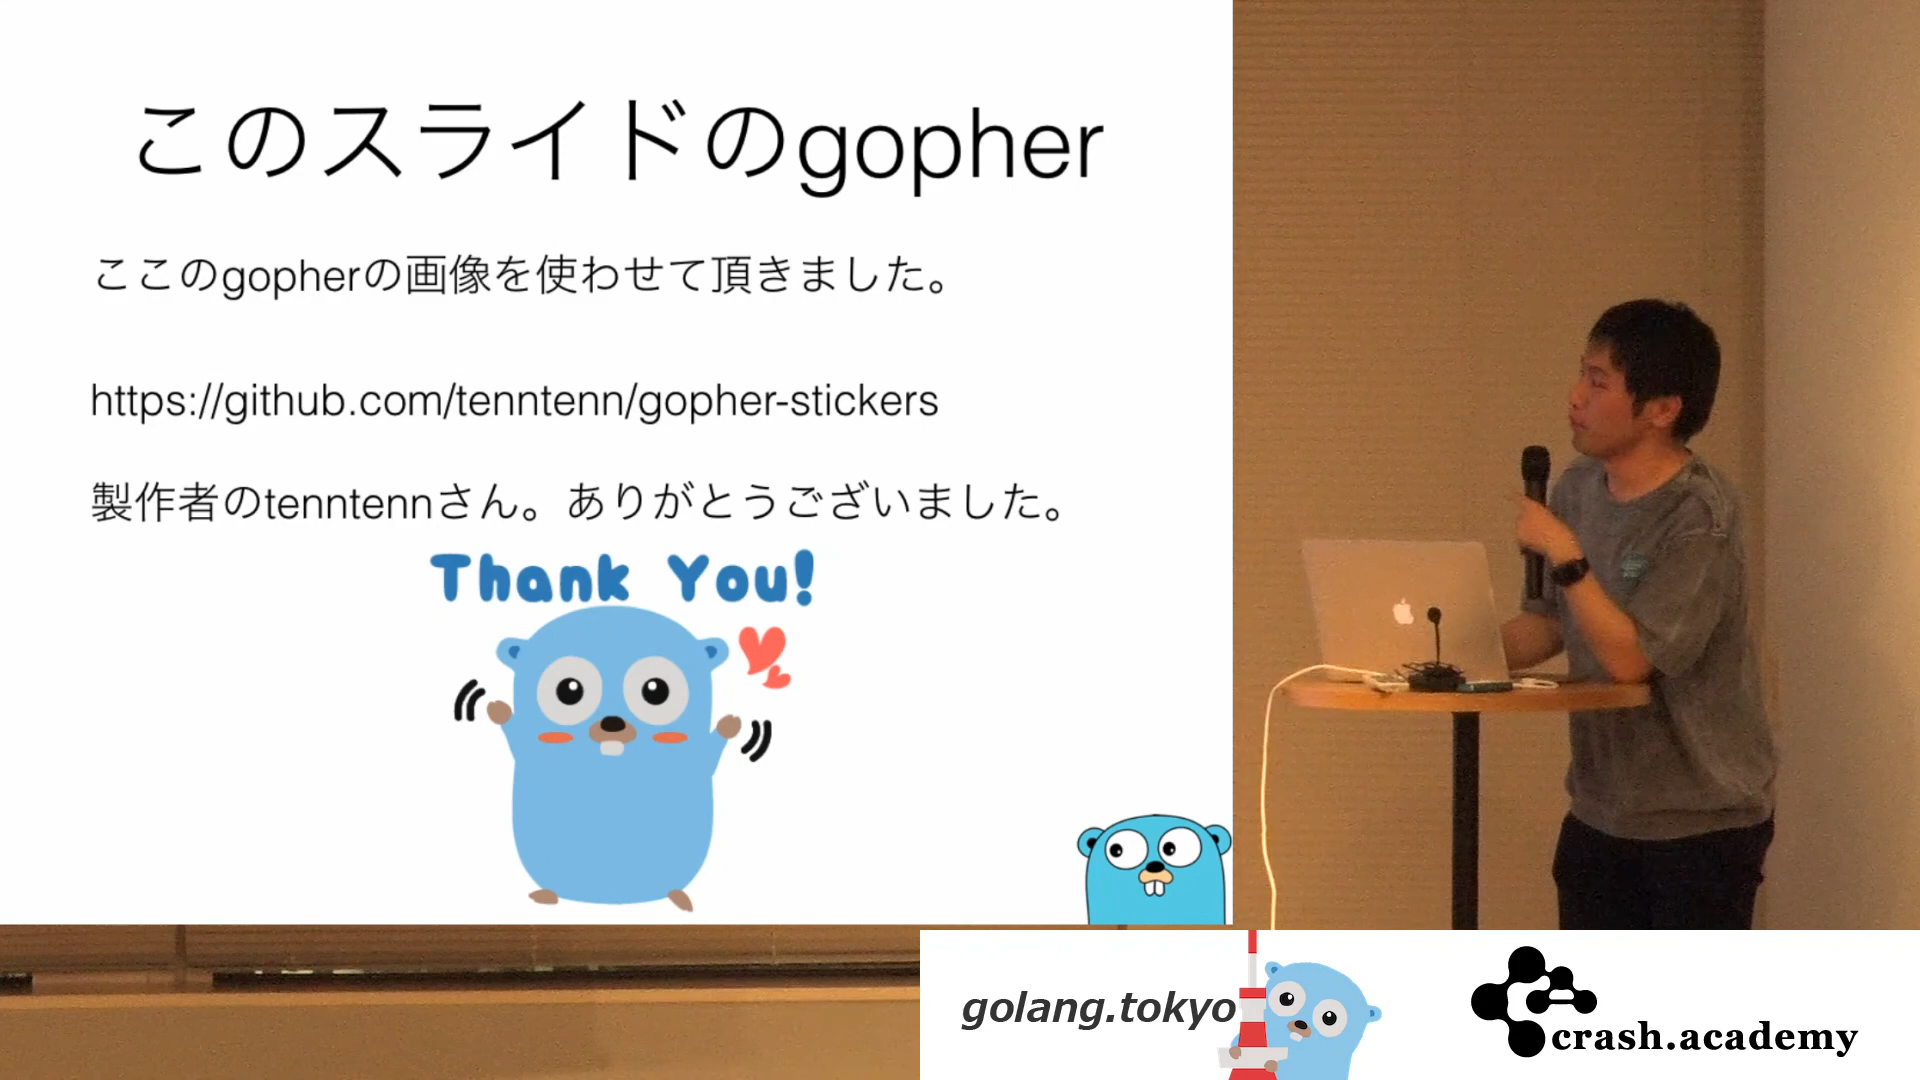 このスライドのgopher
ここのgopherの画像を使わせて頂きました。
https://github.com/tenntenn/gopher-stickers
製作者のtenntennさん。ありがとうございました。
Thank You!
golang.tokyo
crash.academy